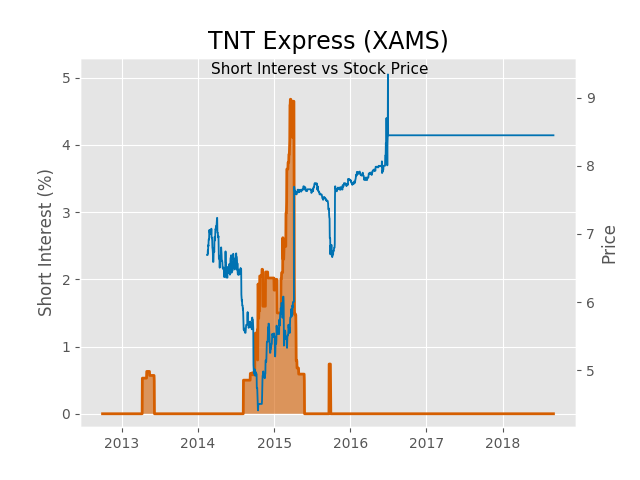 TNT Express (XAMS)
Short Interest vs Stock Price
Short Interest (%)
5
4
3
2
1
0
9
8
7
6
5
Price
2013 2014 2015 2016 2017 2018